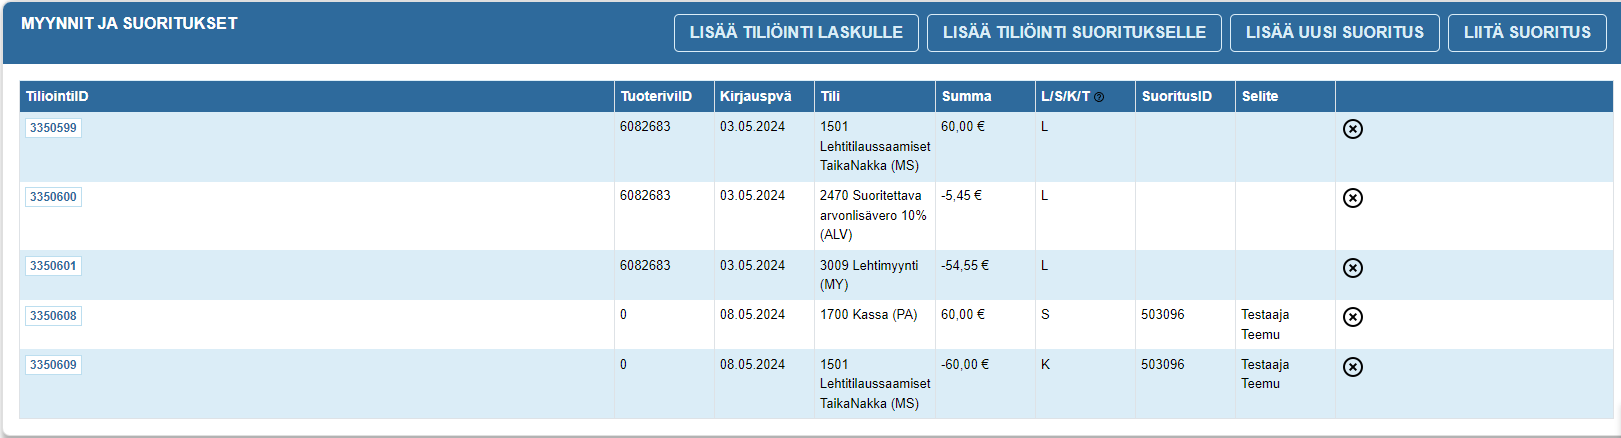 MYYNNIT JA SUORITUKSET
LISÄÄ TILIÖINTI LASKULLE LISÄÄ TILIÖINTI SUORITUKSELLE LISÄÄ UUSI SUORITUS LIITÄ SUORITUS
TiliointiID TuoteriviID Kirjauspvä Tili Summa L/S/K/T SuoritusID Selite
3350599 6082683 03.05.2024 1501 60,00 € L
Lehtitilaussaamiset
TaikaNakka (MS)
3350600 6082683 03.05.2024 2470 Suoritettava -5,45 € L
arvonlisävero 10%
(ALV)
3350601 6082683 03.05.2024 3009 Lehtimyynti -54,55 € L
(MY)
3350608 0 08.05.2024 1700 Kassa (PA) 60,00 € S 503096 Testaaja
Teemu
3350609 0 08.05.2024 1501 -60,00 € K 503096 Testaaja
Lehtitilaussaamiset Teemu
TaikaNakka (MS)